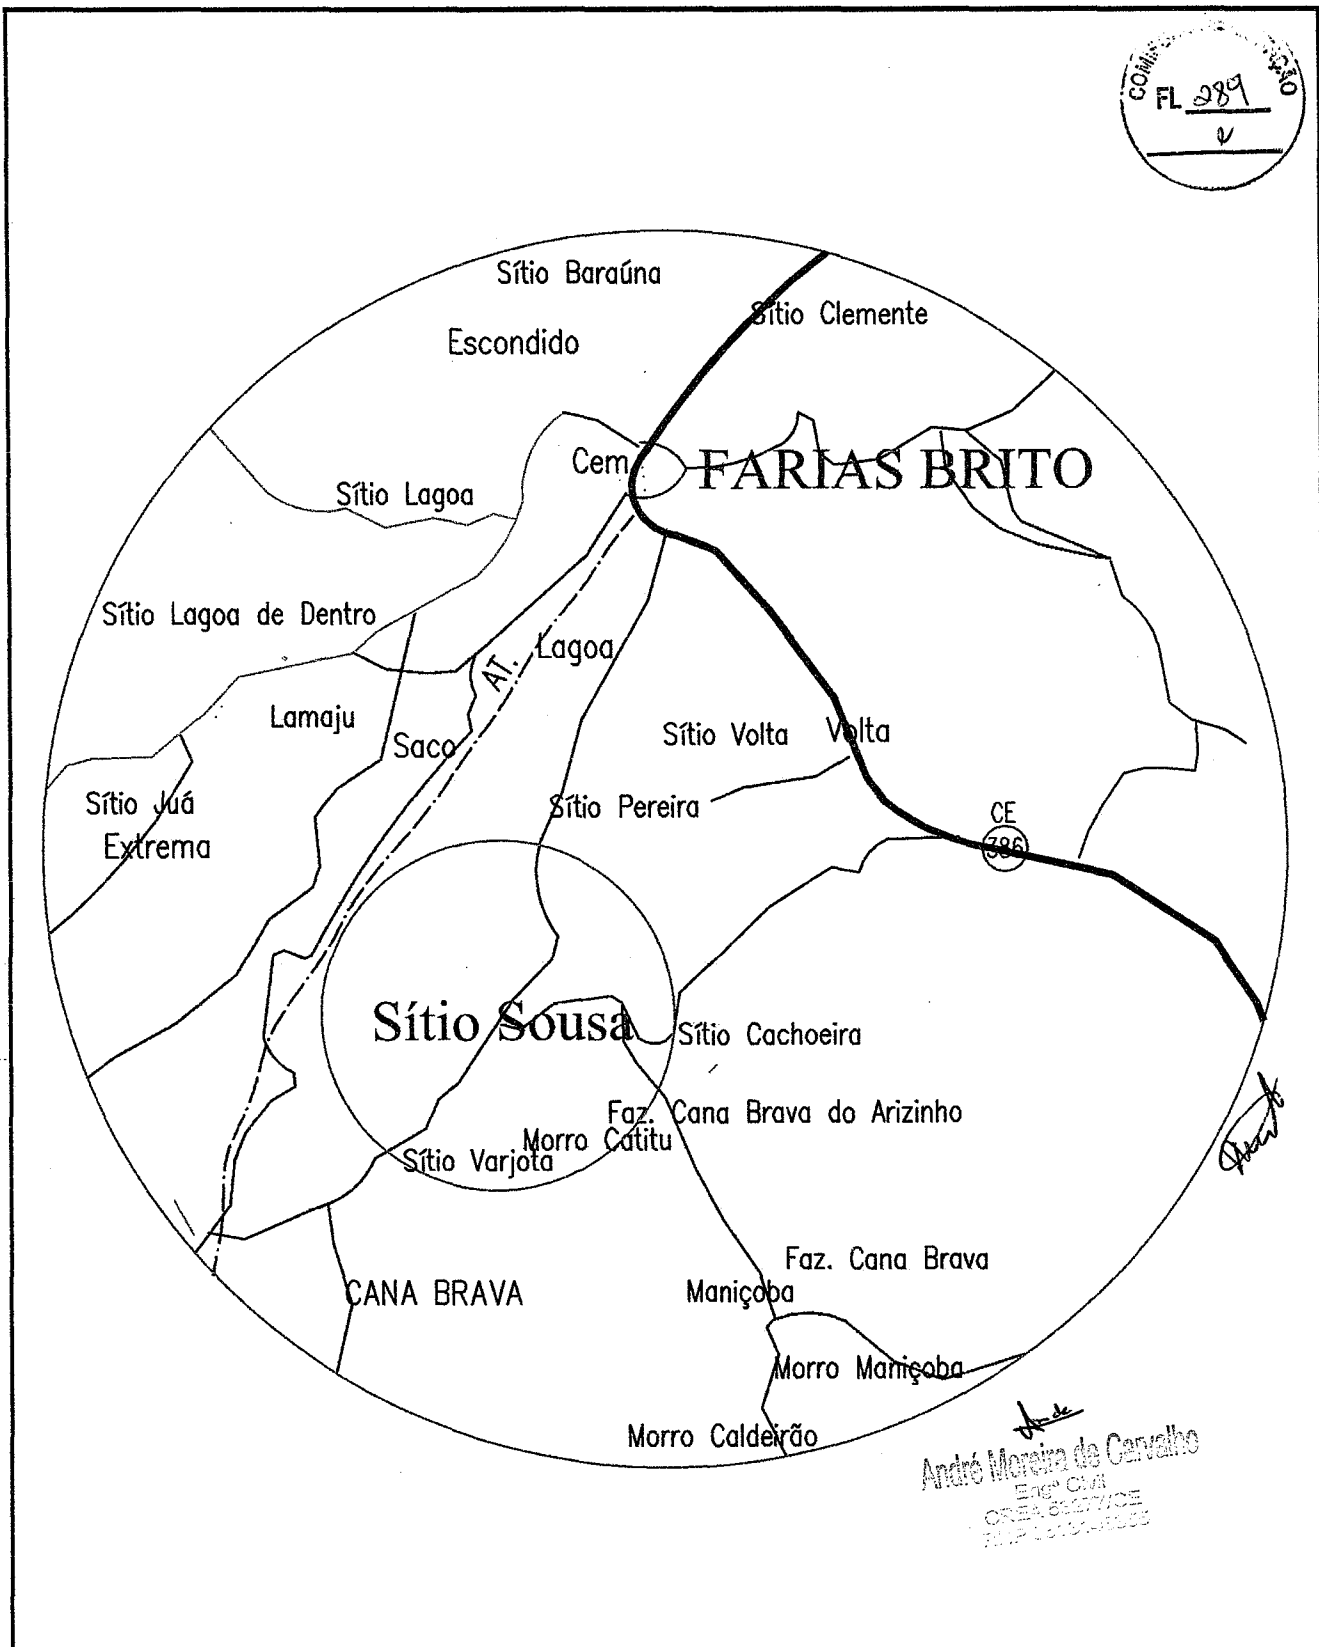 FL 289
Sítio Baraúna
Sítio Clemente
Escondido
Cem
FARIAS BRITO
Sítio Lagoa
Sítio Lagoa de Dentro
Lagoa
AT.
Lamaju
Saco
Sítio Volta
Volta
Sítio Juá
Sítio Pereira
CE
386
Extrema
Sítio Sousa
Sítio Cachoeira
Faz. Cana Brava do Arizinho
Morro Catitu
Sítio Varjota
Faz. Cana Brava
CANA BRAVA
Maniçoba
Morro Maniçoba
Morro Caldeirão
André Moreira de Carvalho
Engº Civil